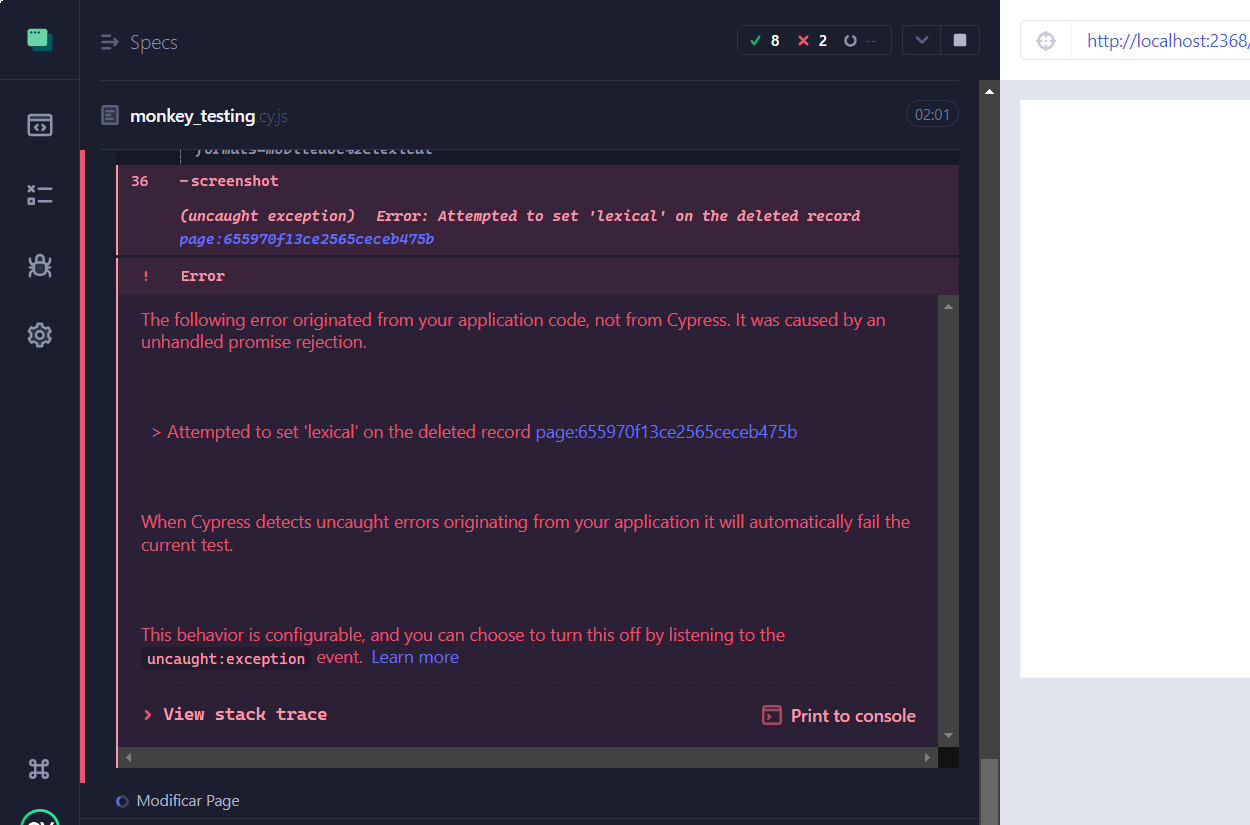 Specs
8 2 --
http://localhost:2368/
monkey_testing.cy.js
02:01
formats=mobiledoc%2Clexical
36 -screenshot
(uncaught exception) Error: Attempted to set 'lexical' on the deleted record
page:655970f13ce2565ceceb475b
! Error
The following error originated from your application code, not from Cypress. It was caused by an
unhandled promise rejection.
> Attempted to set 'lexical' on the deleted record page:655970f13ce2565ceceb475b
When Cypress detects uncaught errors originating from your application it will automatically fail the
current test.
This behavior is configurable, and you can choose to turn this off by listening to the
uncaught:exception event. Learn more
> View stack trace
Print to console
Modificar Page